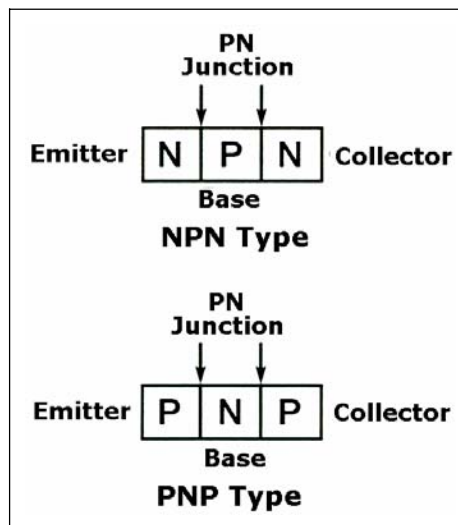 PN
Junction
Emitter N P N Collector
Base
NPN Type
PN
Junction
Emitter P N P Collector
Base
PNP Type